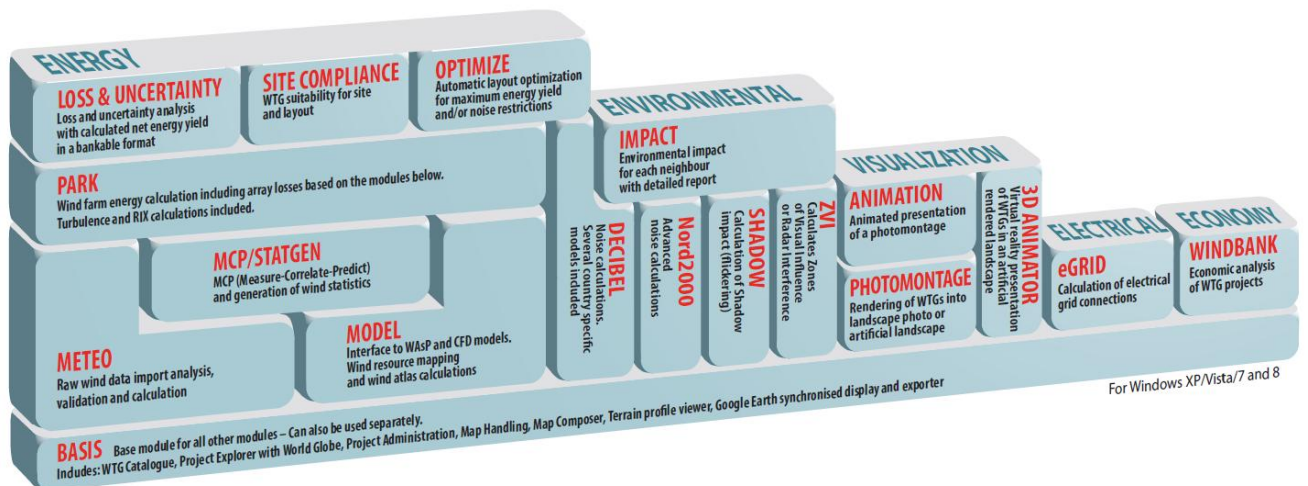 ENERGY
LOSS & UNCERTAINTY
Loss and uncertainty analysis
with calculated net energy yield
in a bankable format
SITE COMPLIANCE
WTG suitability for site
and layout
OPTIMIZE
Automatic layout optimization
for maximum energy yield
and/or noise restrictions
PARK
Wind farm energy calculation including array losses based on the modules below.
Turbulence and RIX calculations included.
MCP/STATGEN
MCP (Measure-Correlate-Predict)
and generation of wind statistics
METEO
Raw wind data import analysis,
validation and calculation
MODEL
Interface to WAsP and CFD models.
Wind resource mapping
and wind atlas calculations
DECIBEL
Noise calculations.
Several country specific
models included
ENVIRONMENTAL
IMPACT
Environmental impact
for each neighbour
with detailed report
Nord2000
Advanced
noise calculations
SHADOW
Calculation of Shadow
impact (flickering)
ZVI
Calculates Zones
of Visual Influence
or Radar Interference
VISUALIZATION
ANIMATION
Animated presentation
of a photomontage
PHOTOMONTAGE
Rendering of WTGs into
landscape photo or
artificial landscape
3D ANIMATOR
Virtual reality presentation
of WTGs in an artificial
rendered landscape
ELECTRICAL
eGRID
Calculation of electrical
grid connections
ECONOMY
WINDBANK
Economic analysis
of WTG projects
BASIS Base module for all other modules – Can also be used separately.
Includes: WTG Catalogue, Project Explorer with World Globe, Project Administration, Map Handling, Map Composer, Terrain profile viewer, Google Earth synchronised display and exporter
For Windows XP/Vista/7 and 8